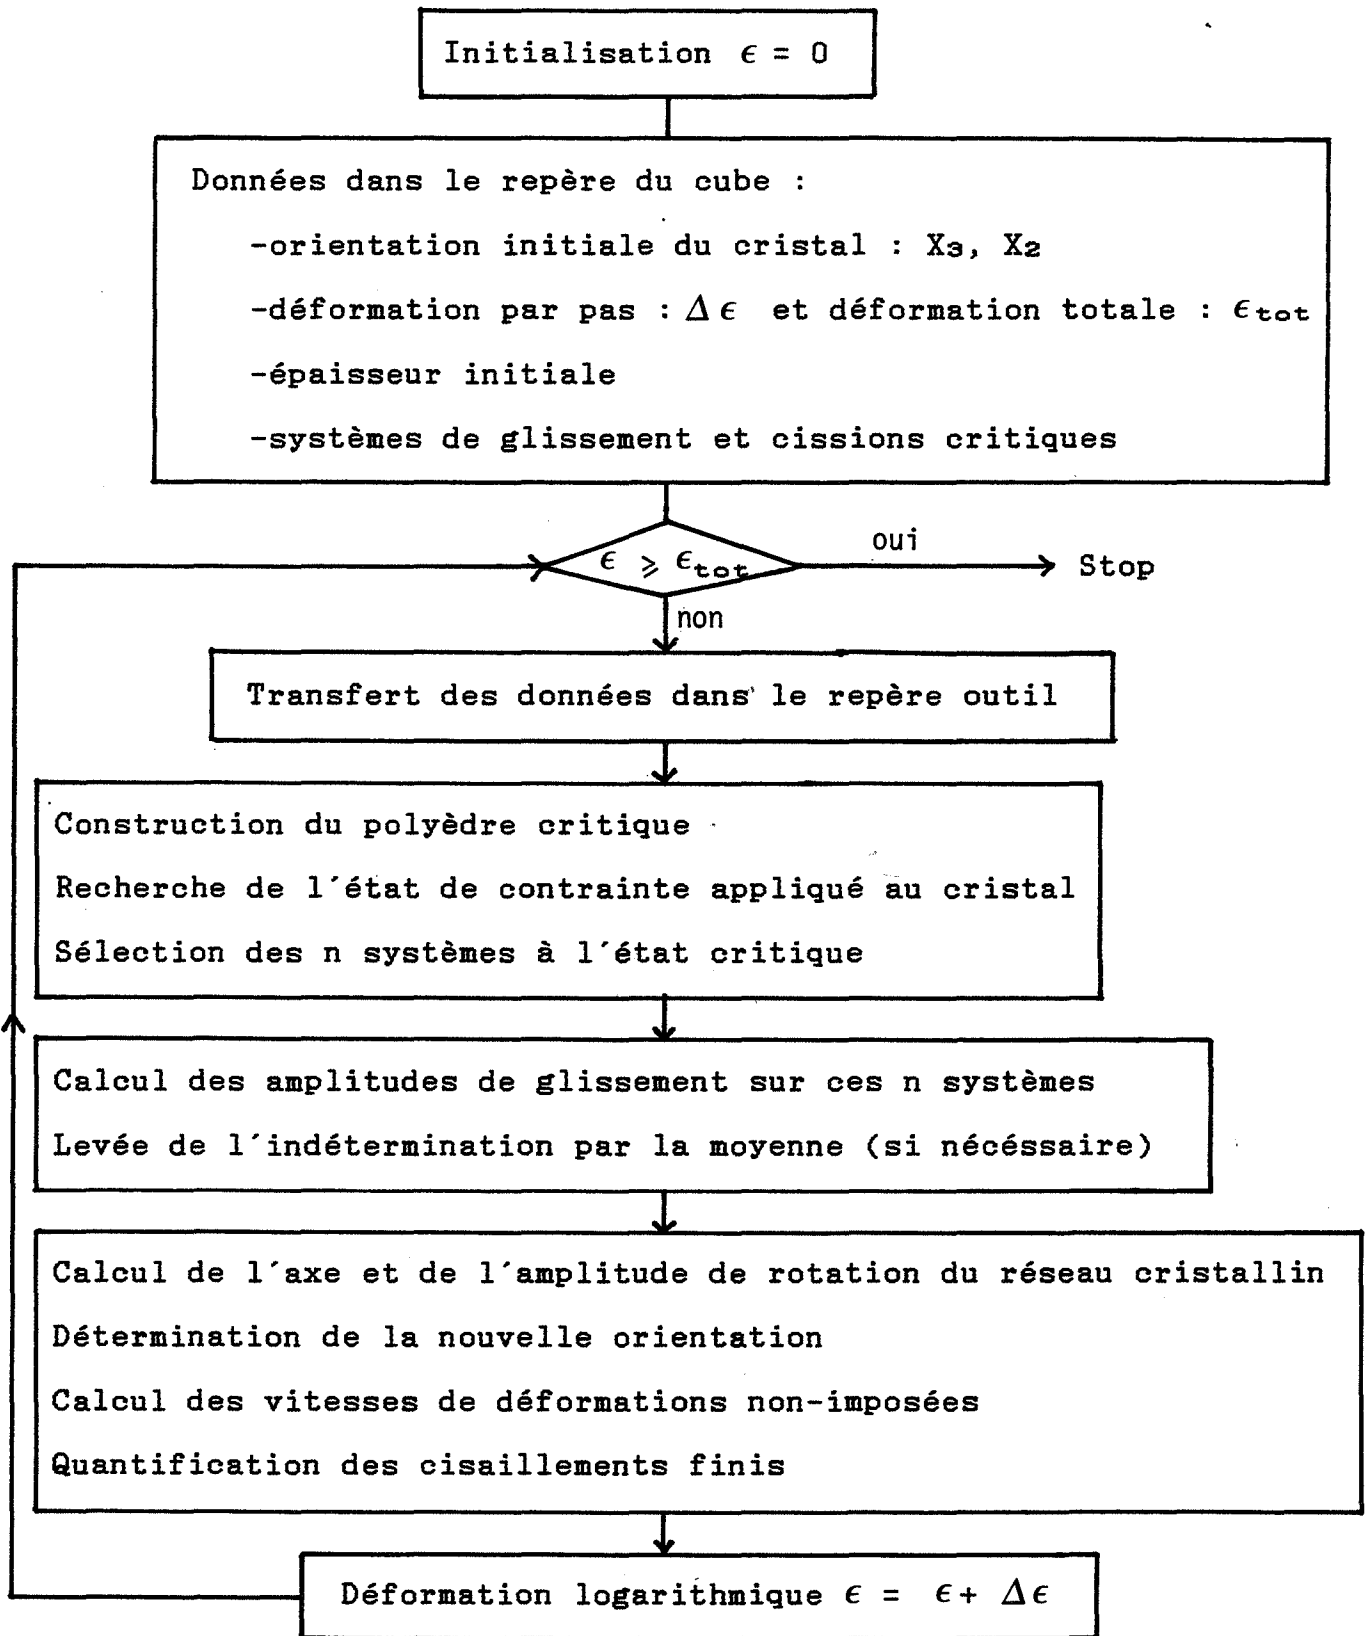 Initialisation ϵ = 0
Données dans le repère du cube :
-orientation initiale du cristal : X₃, X₂
-déformation par pas : Δ ϵ et déformation totale : ϵtot
-épaisseur initiale
-systèmes de glissement et cissions critiques
ϵ ⩾ ϵtot
oui
Stop
non
Transfert des données dans le repère outil
Construction du polyèdre critique
Recherche de l´état de contrainte appliqué au cristal
Sélection des n systèmes à l´état critique
Calcul des amplitudes de glissement sur ces n systèmes
Levée de l´indétermination par la moyenne (si nécéssaire)
Calcul de l´axe et de l´amplitude de rotation du réseau cristallin
Détermination de la nouvelle orientation
Calcul des vitesses de déformations non-imposées
Quantification des cisaillements finis
Déformation logarithmique ϵ = ϵ + Δ ϵ